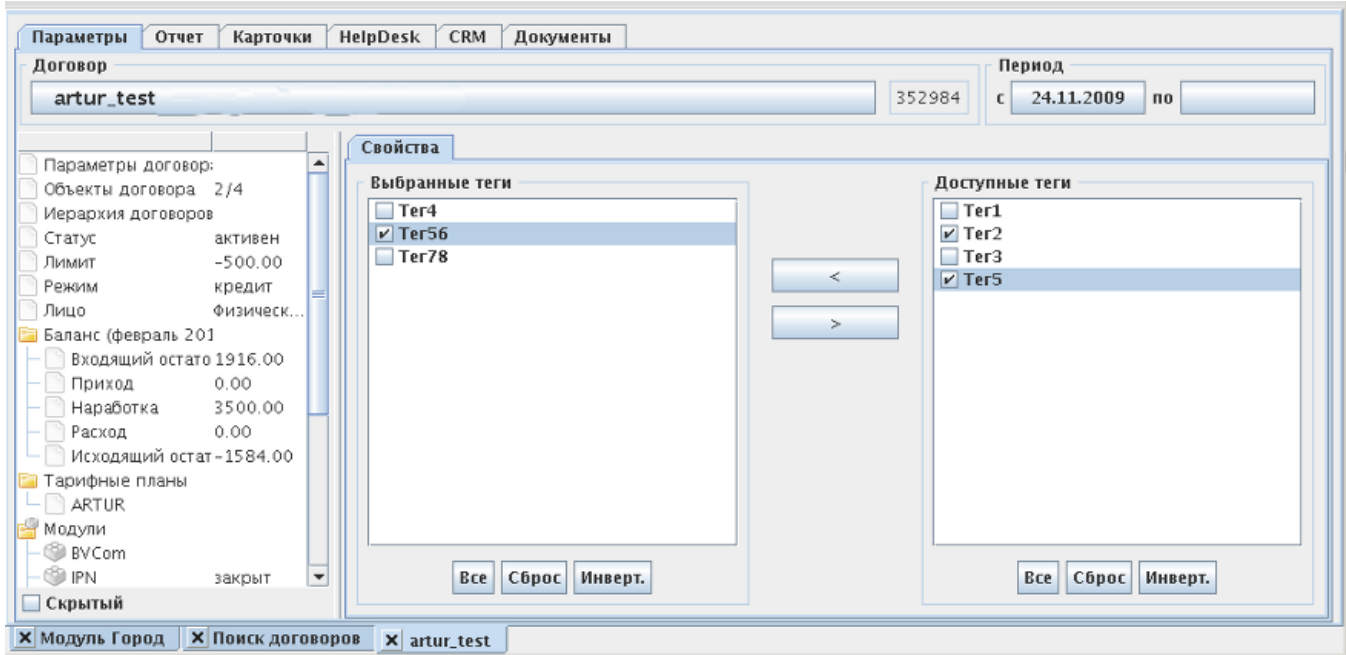 Параметры Отчет Карточки HelpDesk CRM Документы
Договор
artur_test 352984
Период
с 24.11.2009 по
Параметры договор
Объекты договора 2/4
Иерархия договоров
Статус активен
Лимит -500.00
Режим кредит
Лицо Физическ...
Баланс (февраль 201
Входящий остато 1916.00
Приход 0.00
Наработка 3500.00
Расход 0.00
Исходящий остат -1584.00
Тарифные планы
ARTUR
Модули
BVCom
IPN закрыт
Скрытый
Свойства
Выбранные теги
Тег4
Тег56
Тег78
Все Сброс Инверт.
<
>
Доступные теги
Тег1
Тег2
Тег3
Тег5
Все Сброс Инверт.
Модуль Город Поиск договоров artur_test